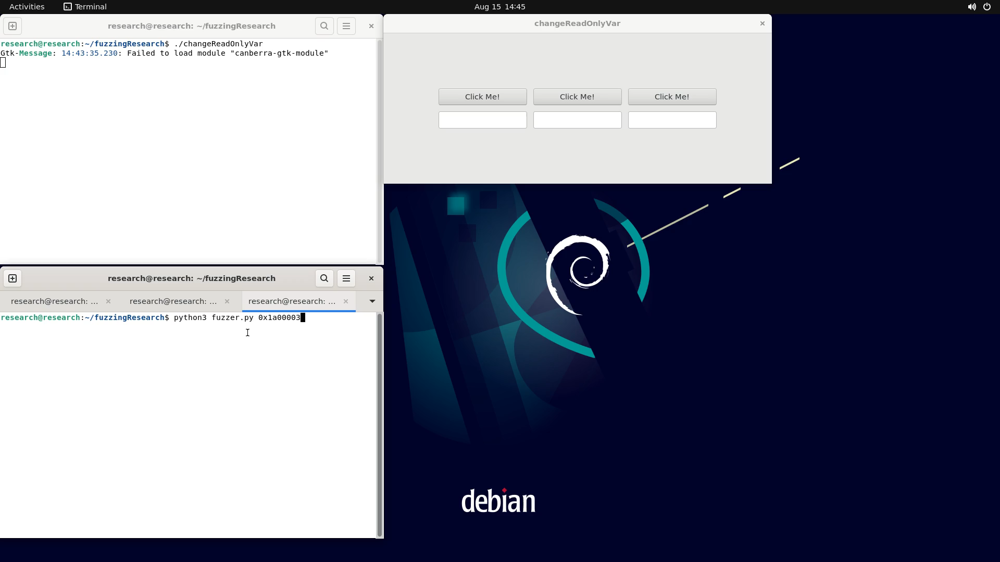 Activities Terminal Aug 15 14:45
research@research: ~/fuzzingResearch
research@research:~/fuzzingResearch$ ./changeReadOnlyVar
Gtk-Message: 14:43:35.230: Failed to load module "canberra-gtk-module"
changeReadOnlyVar
Click Me! Click Me! Click Me!
research@research: ~/fuzzingResearch
research@research: ... research@research: ... research@research: ...
research@research:~/fuzzingResearch$ python3 fuzzer.py 0x1a00003
debian